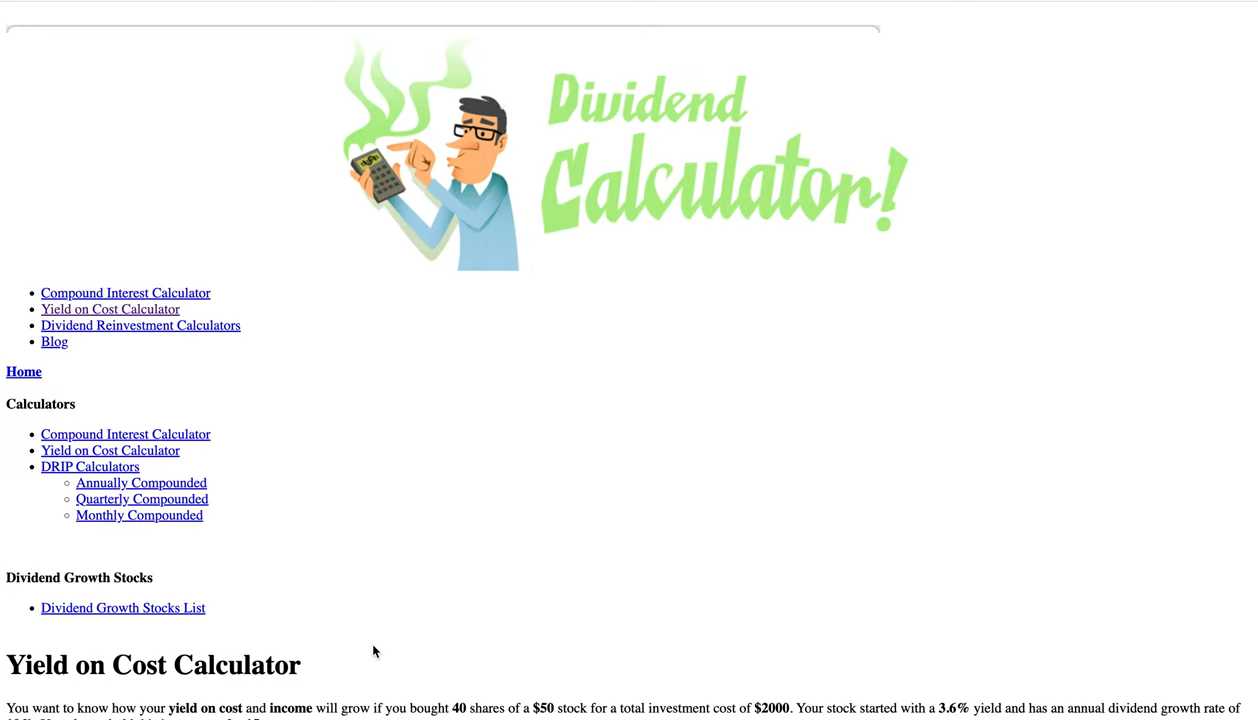 Dividend
Calculator!
Compound Interest Calculator
Yield on Cost Calculator
Dividend Reinvestment Calculators
Blog
Home
Calculators
Compound Interest Calculator
Yield on Cost Calculator
DRIP Calculators
Annually Compounded
Quarterly Compounded
Monthly Compounded
Dividend Growth Stocks
Dividend Growth Stocks List
Yield on Cost Calculator
You want to know how your yield on cost and income will grow if you bought 40 shares of a $50 stock for a total investment cost of $2000. Your stock started with a 3.6% yield and has an annual dividend growth rate of